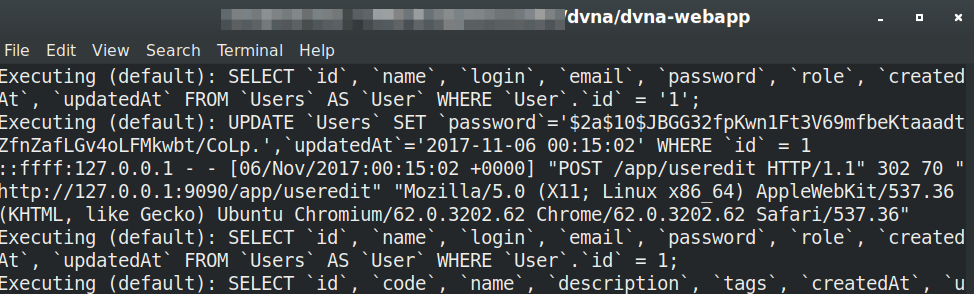 /dvna/dvna-webapp
File Edit View Search Terminal Help
Executing (default): SELECT `id`, `name`, `login`, `email`, `password`, `role`, `created
At`, `updatedAt` FROM `Users` AS `User` WHERE `User`.`id` = '1';
Executing (default): UPDATE `Users` SET `password`='$2a$10$JBGG32fpKwn1Ft3V69mfbeKtaaadt
ZfnZafLGv4oLFMkwbt/CoLp.',`updatedAt`='2017-11-06 00:15:02' WHERE `id` = 1
::ffff:127.0.0.1 - - [06/Nov/2017:00:15:02 +0000] "POST /app/useredit HTTP/1.1" 302 70 "
http://127.0.0.1:9090/app/useredit" "Mozilla/5.0 (X11; Linux x86_64) AppleWebKit/537.36
(KHTML, like Gecko) Ubuntu Chromium/62.0.3202.62 Chrome/62.0.3202.62 Safari/537.36"
Executing (default): SELECT `id`, `name`, `login`, `email`, `password`, `role`, `created
At`, `updatedAt` FROM `Users` AS `User` WHERE `User`.`id` = 1;
Executing (default): SELECT `id`, `code`, `name`, `description`, `tags`, `createdAt`, `u